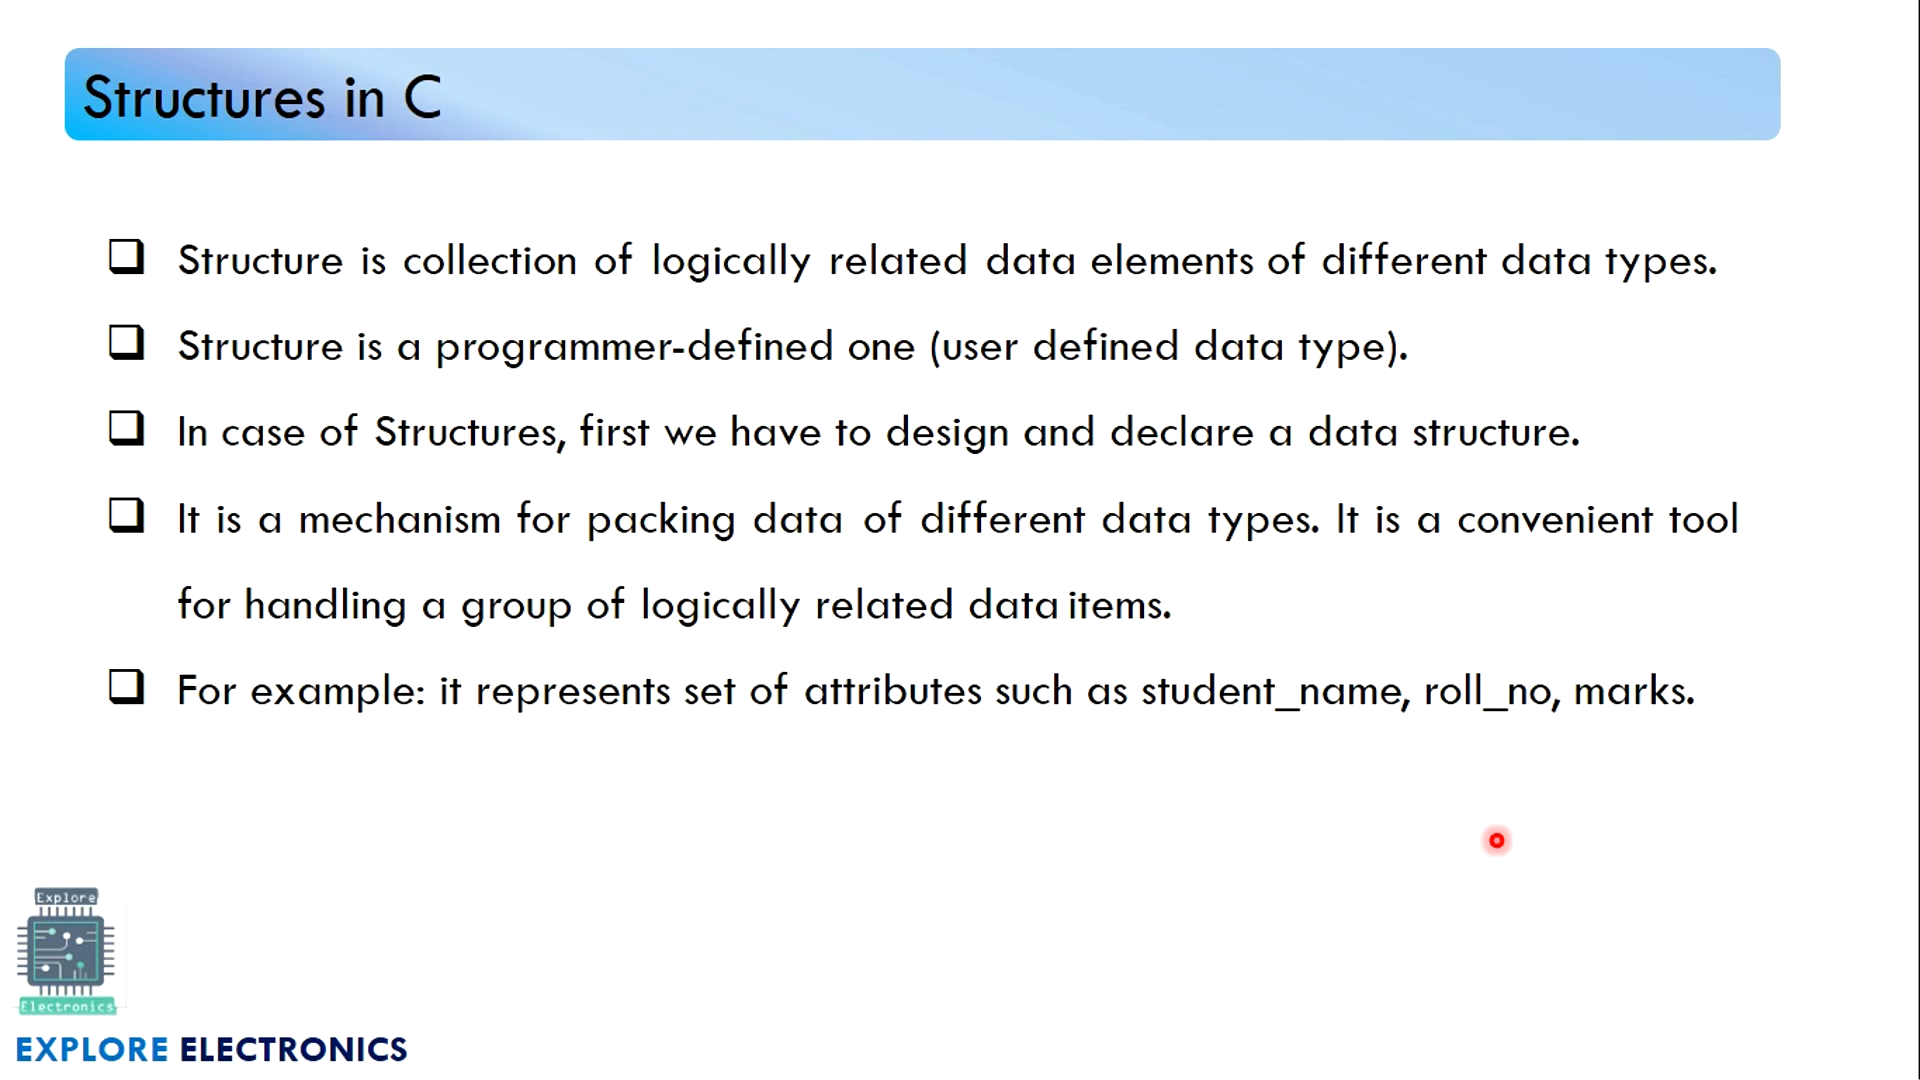 Structures in C
Structure is collection of logically related data elements of different data types.
Structure is a programmer-defined one (user defined data type).
In case of Structures, first we have to design and declare a data structure.
It is a mechanism for packing data of different data types. It is a convenient tool
for handling a group of logically related data items.
For example: it represents set of attributes such as student_name, roll_no, marks.
Explore
Electronics
EXPLORE ELECTRONICS